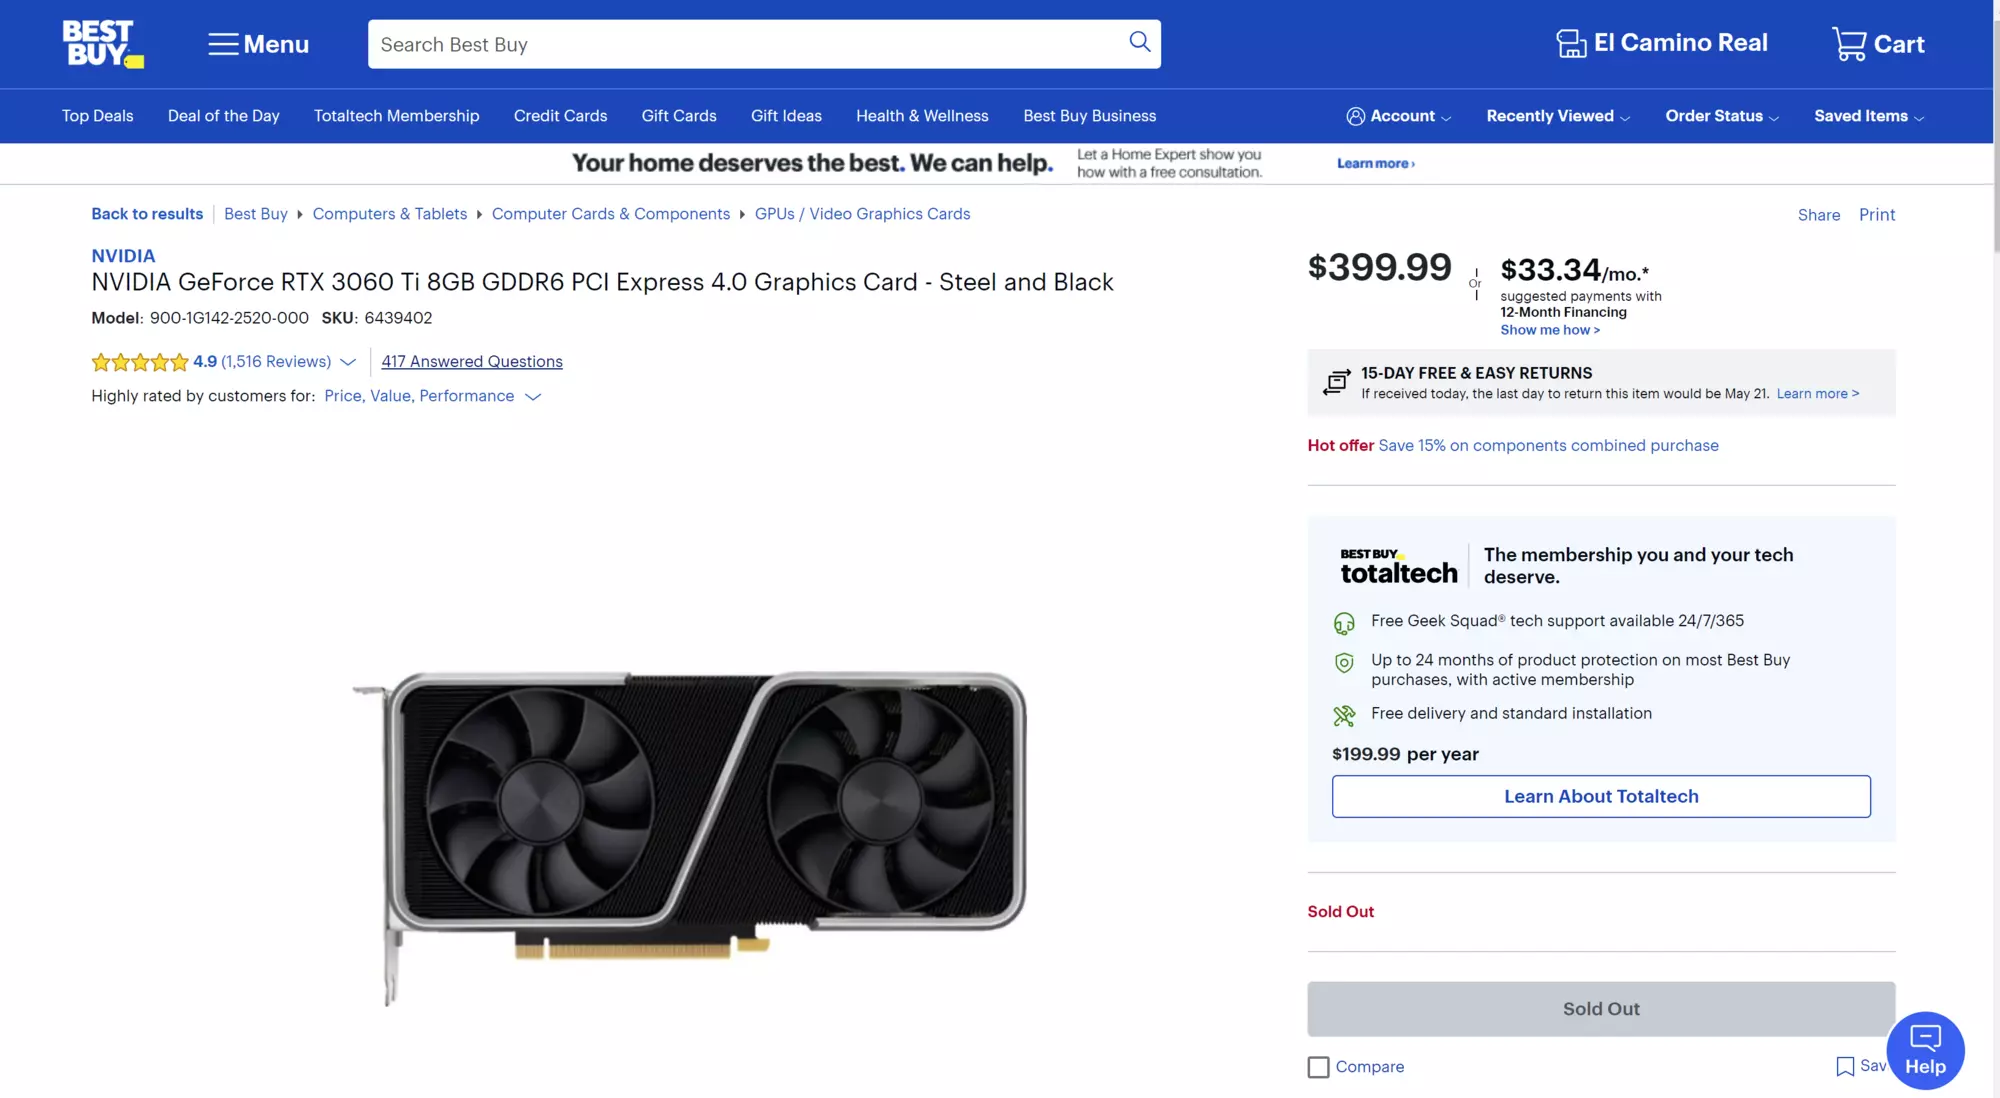 BEST
BUY
Menu
Search Best Buy
El Camino Real
Cart
Top Deals
Deal of the Day
Totaltech Membership
Credit Cards
Gift Cards
Gift Ideas
Health & Wellness
Best Buy Business
Account
Recently Viewed
Order Status
Saved Items
Your home deserves the best. We can help.
Let a Home Expert show you
how with a free consultation.
Learn more ›
Back to results
Best Buy
Computers & Tablets
Computer Cards & Components
GPUs / Video Graphics Cards
Share
Print
NVIDIA
NVIDIA GeForce RTX 3060 Ti 8GB GDDR6 PCI Express 4.0 Graphics Card - Steel and Black
Model: 900-1G142-2520-000 SKU: 6439402
4.9 (1,516 Reviews)
417 Answered Questions
Highly rated by customers for: Price, Value, Performance
$399.99
Or
$33.34/mo.*
suggested payments with
12-Month Financing
Show me how >
15-DAY FREE & EASY RETURNS
If received today, the last day to return this item would be May 21. Learn more >
Hot offer Save 15% on components combined purchase
BEST BUY
totaltech
The membership you and your tech
deserve.
Free Geek Squad® tech support available 24/7/365
Up to 24 months of product protection on most Best Buy
purchases, with active membership
Free delivery and standard installation
$199.99 per year
Learn About Totaltech
Sold Out
Sold Out
Compare
Sav
Help